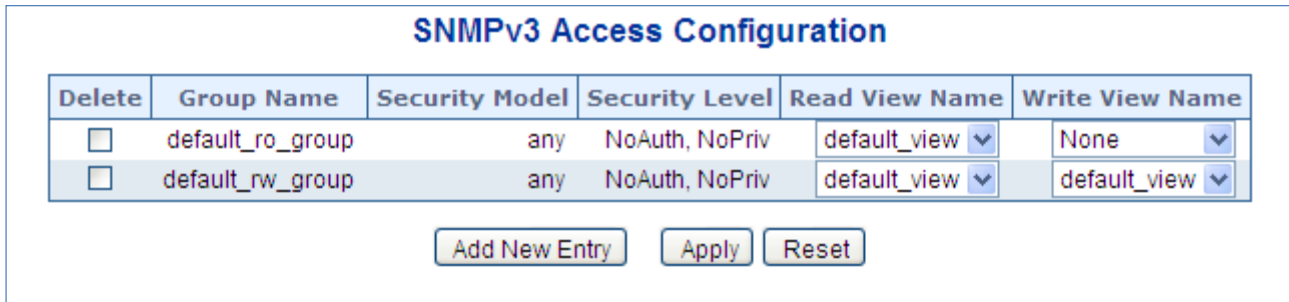 SNMPv3 Access Configuration
Delete Group Name Security Model Security Level Read View Name Write View Name
default_ro_group any NoAuth, NoPriv default_view None
default_rw_group any NoAuth, NoPriv default_view default_view
Add New Entry Apply Reset